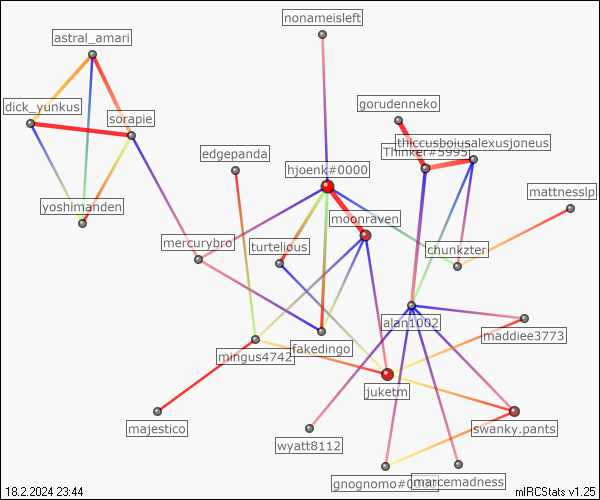 nonameisleft
astral_amari
dick_yunkus
gorudenneko
sorapie
thiccusboiusalexusjoneus
Thinker#5995
edgepanda
hjoenk#0000
mattnesslp
yoshimanden
moonraven
mercurybro
turtelious
chunkzter
alan1002
maddiee3773
mingus4742
fakedingo
juketm
majestico
swanky.pants
wyatt8112
gnognomo#0000
marcemadness
18.2.2024 23:44
mIRCStats v1.25